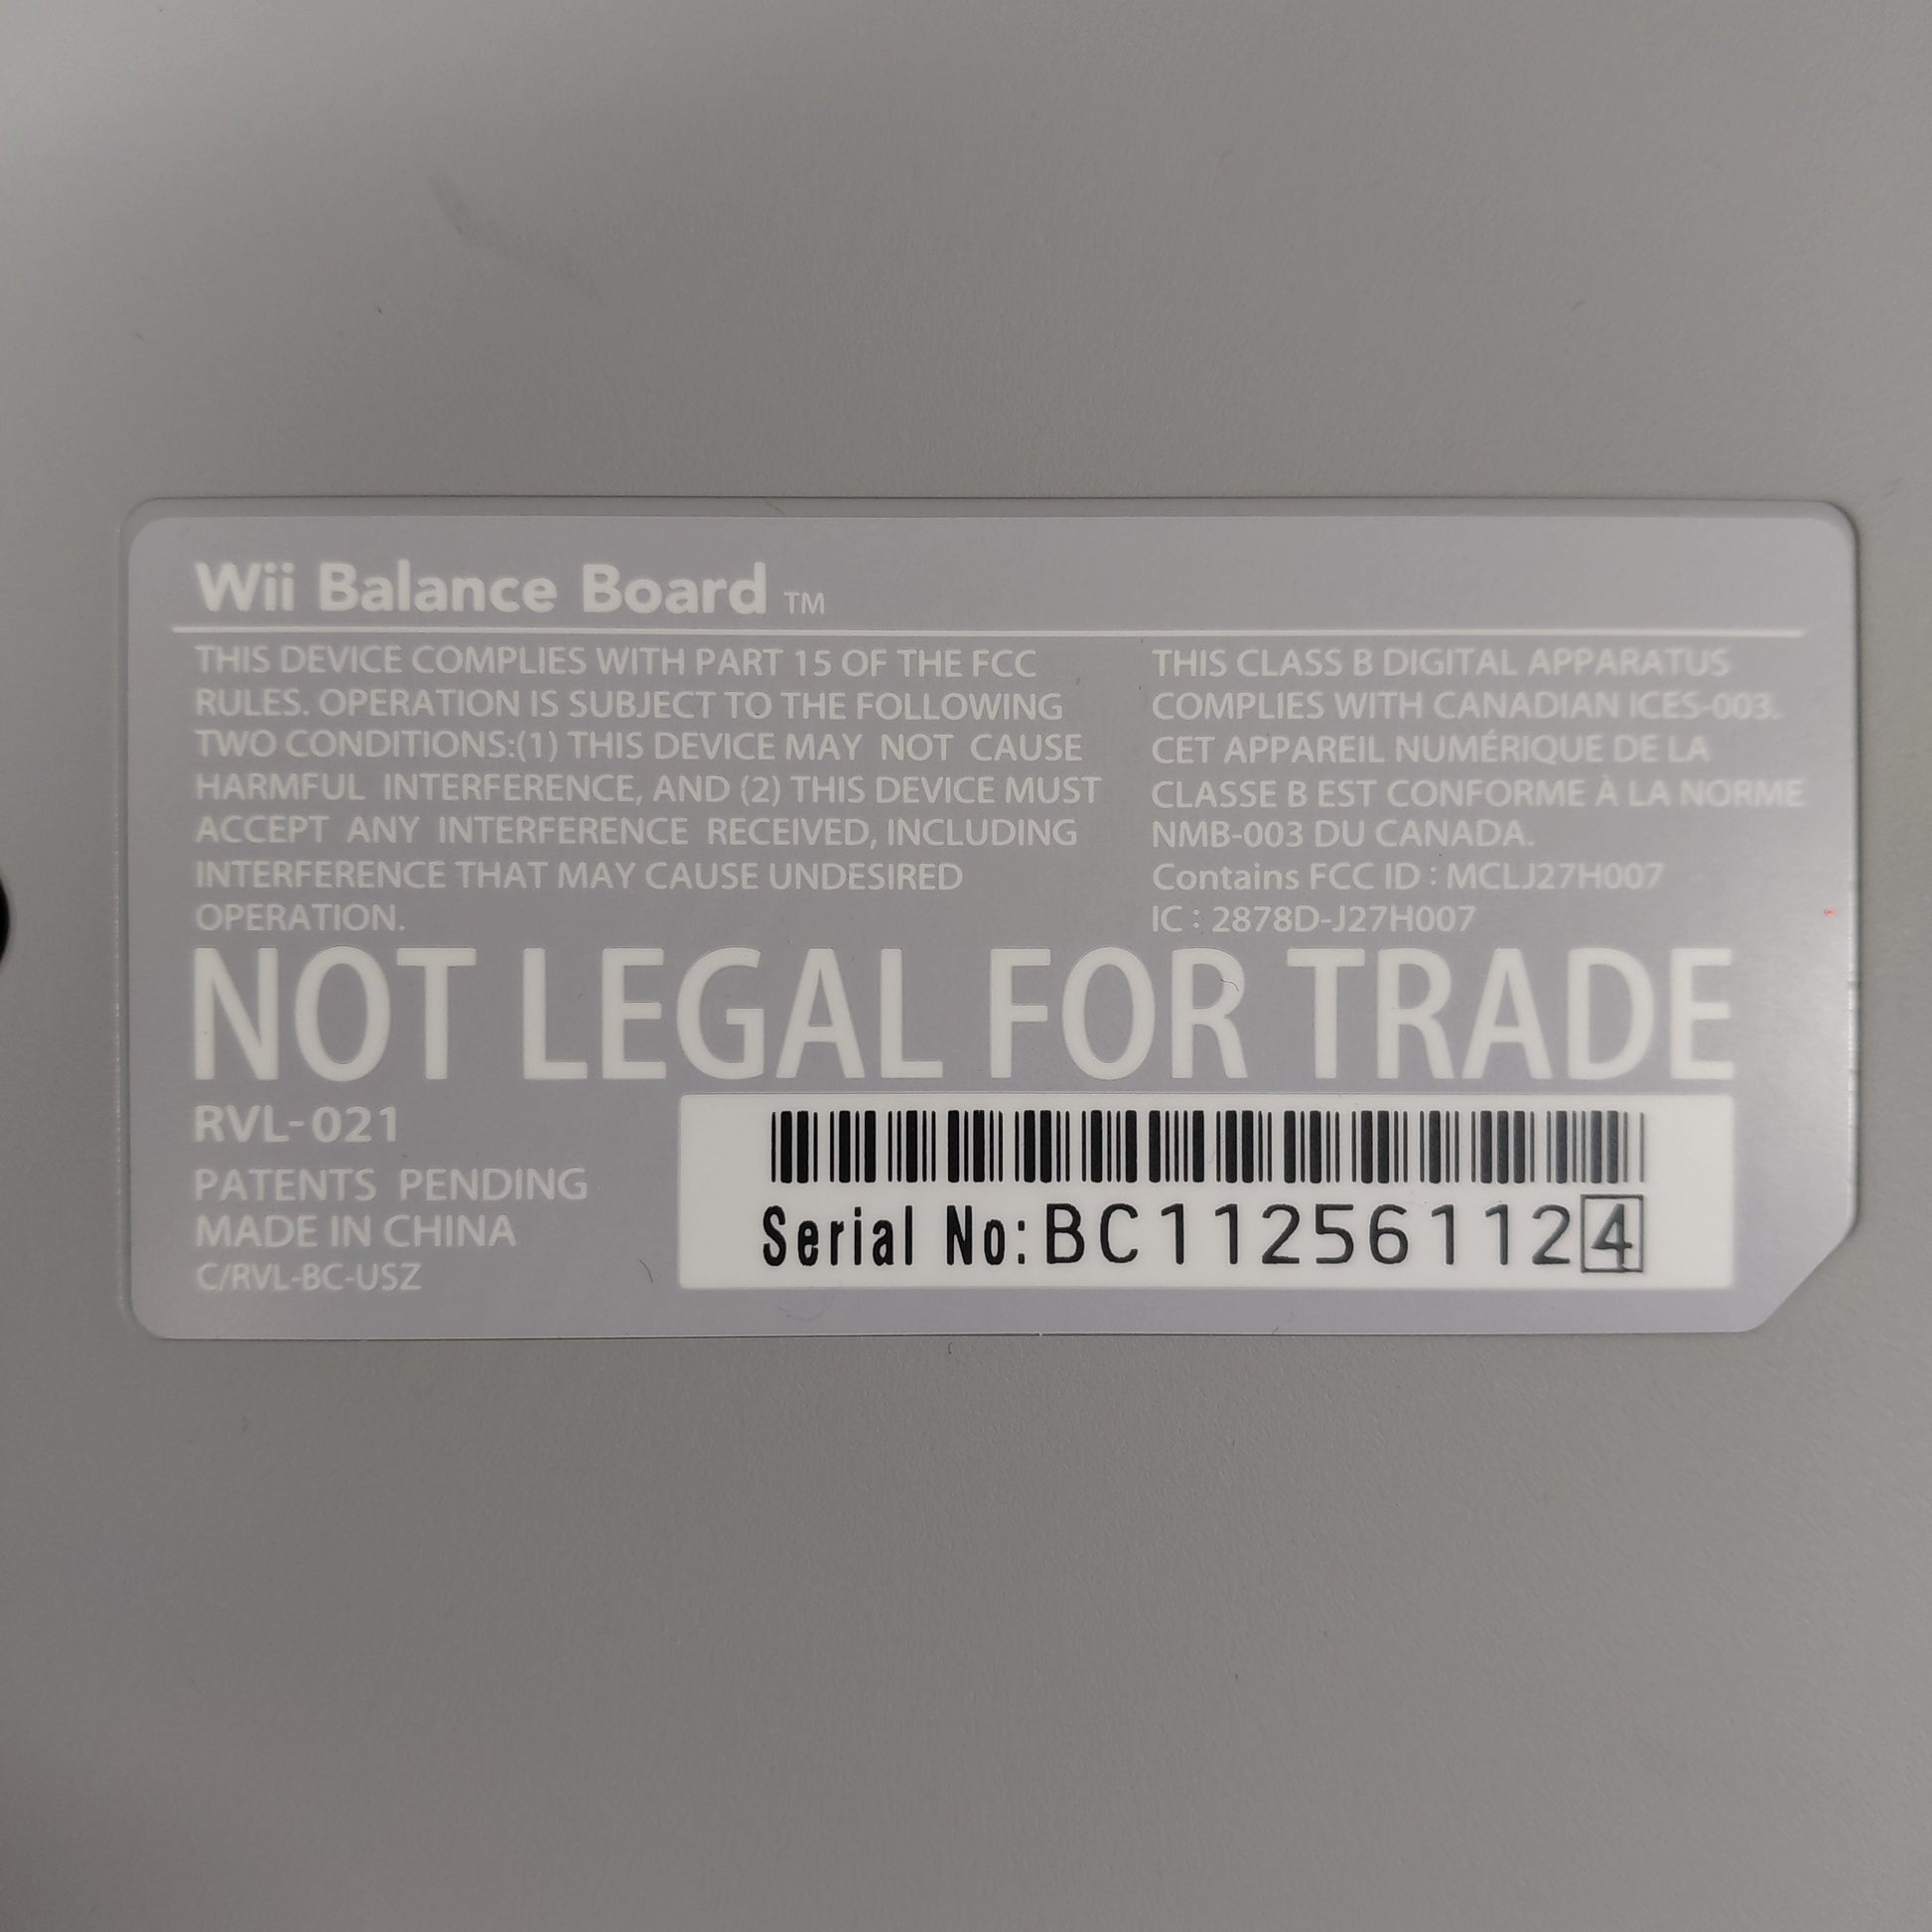 Wii Balance Board ™
THIS DEVICE COMPLIES WITH PART 15 OF THE FCC
RULES. OPERATION IS SUBJECT TO THE FOLLOWING
TWO CONDITIONS:(1) THIS DEVICE MAY NOT CAUSE
HARMFUL INTERFERENCE, AND (2) THIS DEVICE MUST
ACCEPT ANY INTERFERENCE RECEIVED, INCLUDING
INTERFERENCE THAT MAY CAUSE UNDESIRED
OPERATION.
THIS CLASS B DIGITAL APPARATUS
COMPLIES WITH CANADIAN ICES-003.
CET APPAREIL NUMÉRIQUE DE LA
CLASSE B EST CONFORME À LA NORME
NMB-003 DU CANADA.
Contains FCC ID : MCLJ27H007
IC : 2878D-J27H007
NOT LEGAL FOR TRADE
RVL-021
PATENTS PENDING
MADE IN CHINA
C/RVL-BC-USZ
Serial No:BC112561124